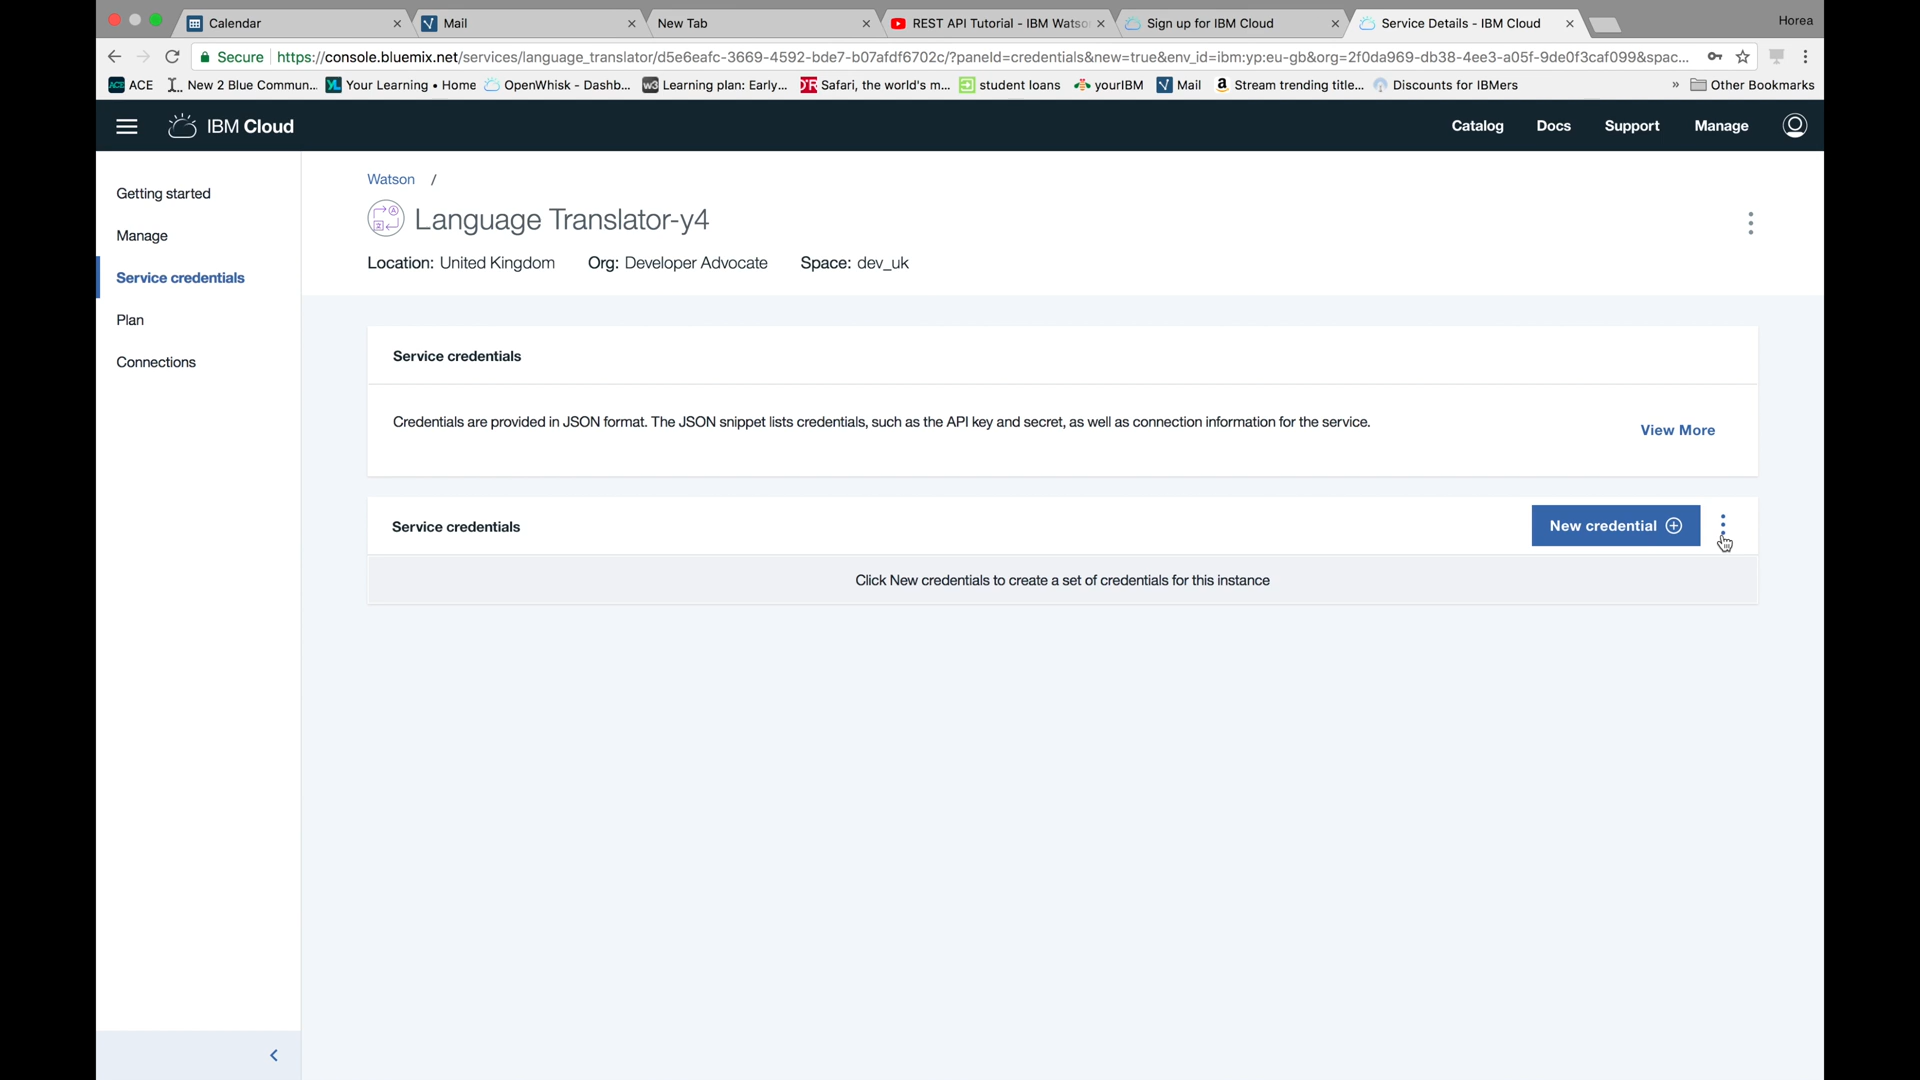 Calendar
Mail
New Tab
REST API Tutorial - IBM Watso
Sign up for IBM Cloud
Service Details - IBM Cloud
Horea
Secure https://console.bluemix.net/services/language_translator/d5e6eafc-3669-4592-bde7-b07afdf6702c/?paneId=credentials&new=true&env_id=ibm:yp:eu-gb&org=2f0da969-db38-4ee3-a05f-9de0f3caf099&spac...
ACE
New 2 Blue Commun...
Your Learning • Home
OpenWhisk - Dashb...
w3 Learning plan: Early...
Safari, the world's m...
student loans
yourIBM
Mail
Stream trending title...
Discounts for IBMers
» Other Bookmarks
IBM Cloud
Catalog
Docs
Support
Manage
Getting started
Manage
Service credentials
Plan
Connections
Watson /
Language Translator-y4
Location: United Kingdom Org: Developer Advocate Space: dev_uk
Service credentials
Credentials are provided in JSON format. The JSON snippet lists credentials, such as the API key and secret, as well as connection information for the service.
View More
Service credentials
New credential
Click New credentials to create a set of credentials for this instance